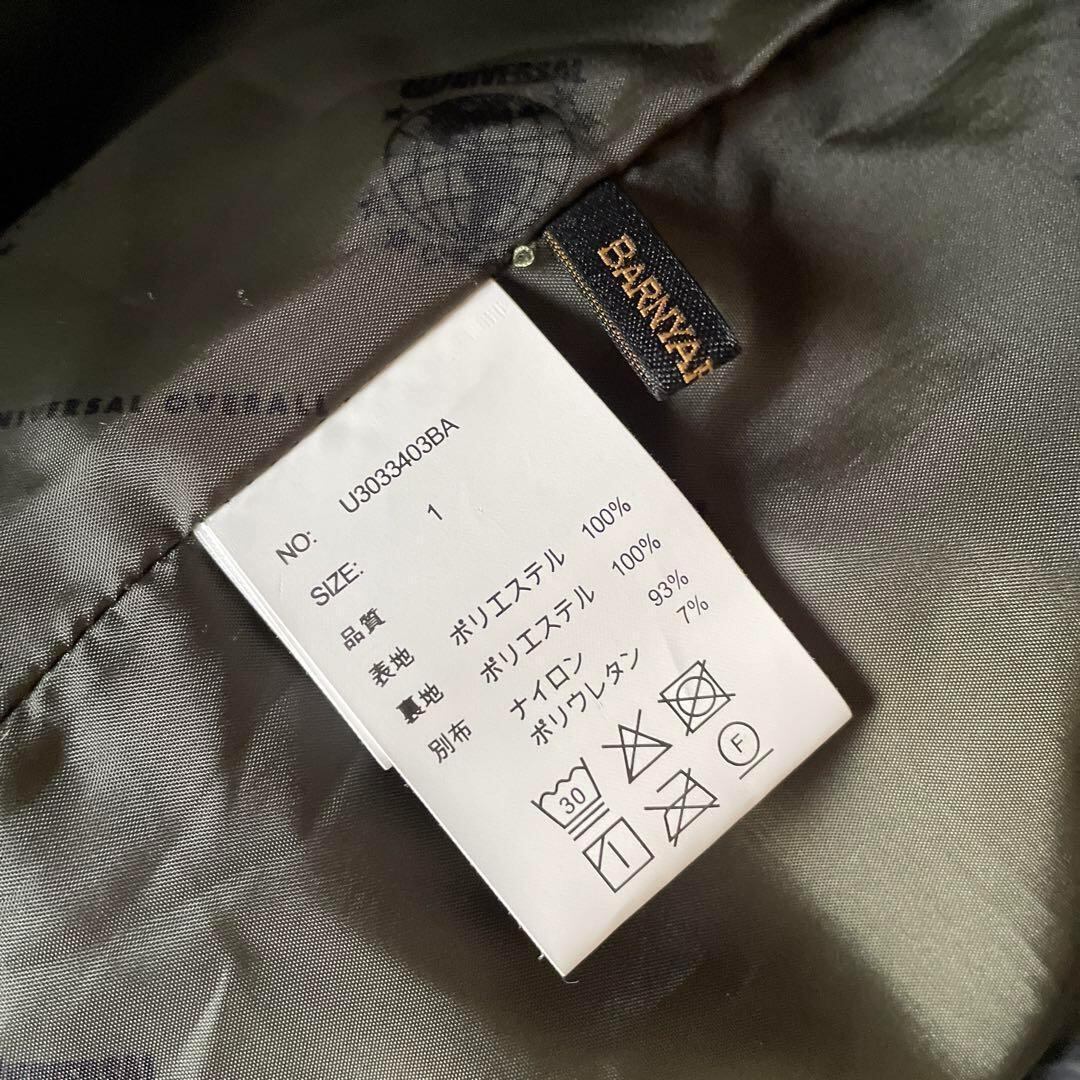 UNIVERSAL
BARNYAR
NIVERSAL OVERALL
NO: U3033403BA
SIZE: 1
品質
表地 ポリエステル 100%
裏地 ポリエステル 100%
別布 ナイロン 93%
ポリウレタン 7%
30
F